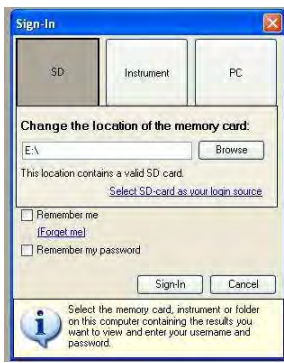 Sign-In
SD
Instrument
PC
Change the location of the memory card:
E:\
Browse
This location contains a valid SD card.
Select SD-card as your login source
Remember me
(Forget me)
Remember my password
Sign-In
Cancel
Select the memory card, instrument or folder
on this computer containing the results you
want to view and enter your username and
password.